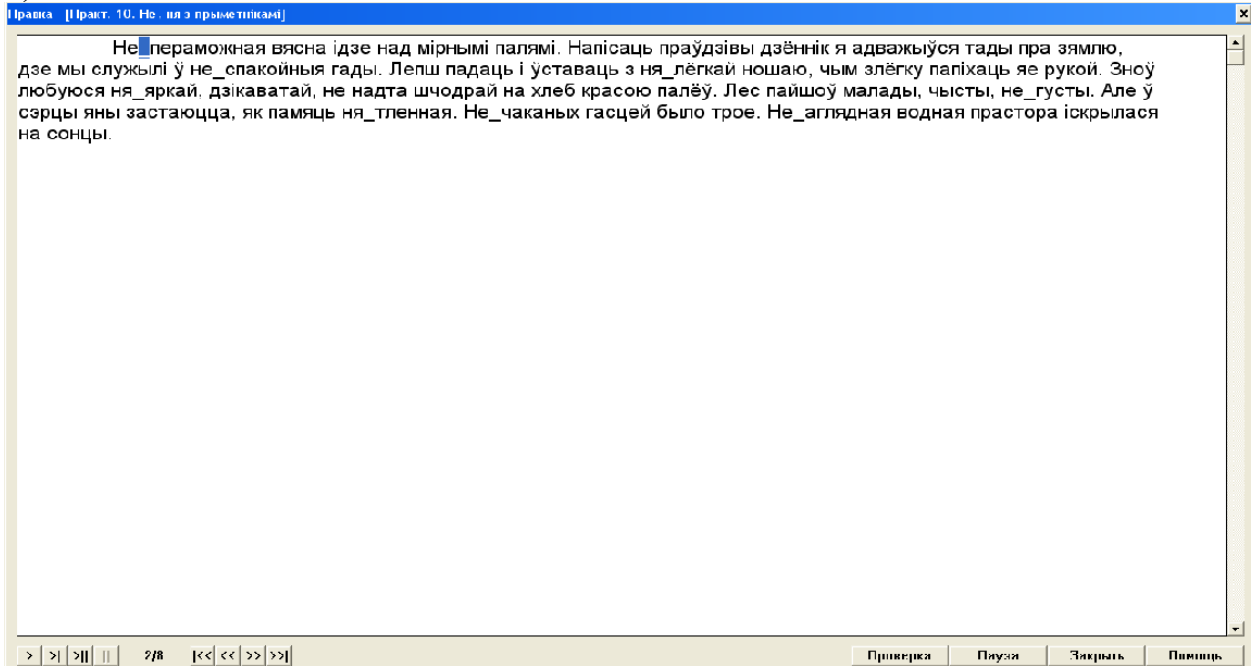 Правка [Практ. 10. Не, ня з прыметнікамі]
Не_пераможная вясна ідзе над мірнымі палямі. Напісаць праўдзівы дзённік я адважыўся тады пра зямлю,
дзе мы служылі ў не_спакойныя гады. Лепш падаць і ўставаць з ня_лёгкай ношаю, чым злёгку папіхаць яе рукой. Зноў
любуюся ня_яркай, дзікаватай, не надта шчодрай на хлеб красою палёў. Лес пайшоў малады, чысты, не_густы. Але ў
сэрцы яны застаюцца, як памяць ня_тленная. Не_чаканых гасцей было трое. Не_аглядная водная прастора іскрылася
на сонцы.
> >| >|| || 2/8 |<< << >> >>| Проверка Пауза Закрыть Помощь